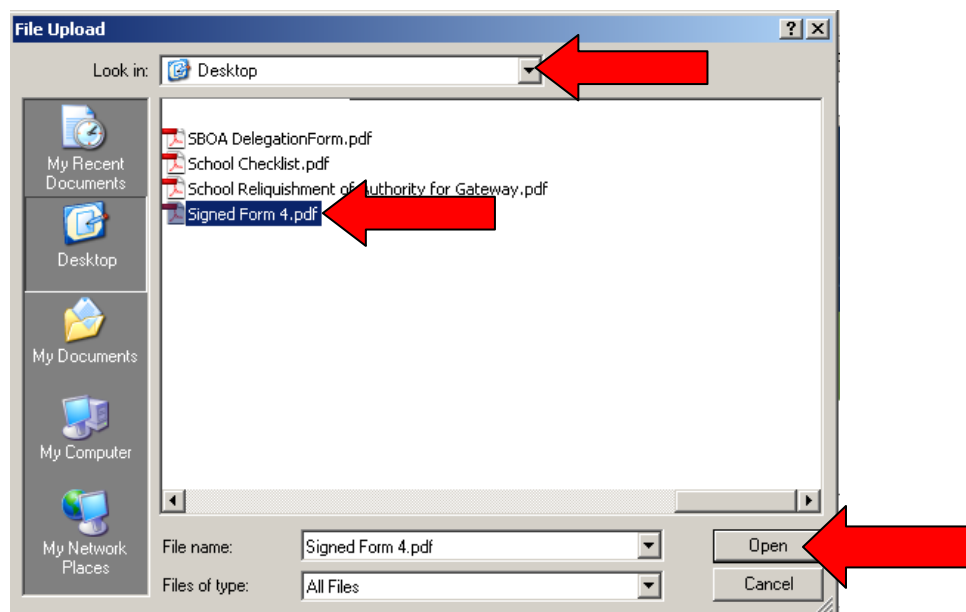 File Upload
Look in: Desktop
My Recent
Documents
Desktop
My Documents
My Computer
My Network
Places
SBOA DelegationForm.pdf
School Checklist.pdf
School Reliquishment of Authority for Gateway.pdf
Signed Form 4.pdf
File name: Signed Form 4.pdf Open
Files of type: All Files Cancel